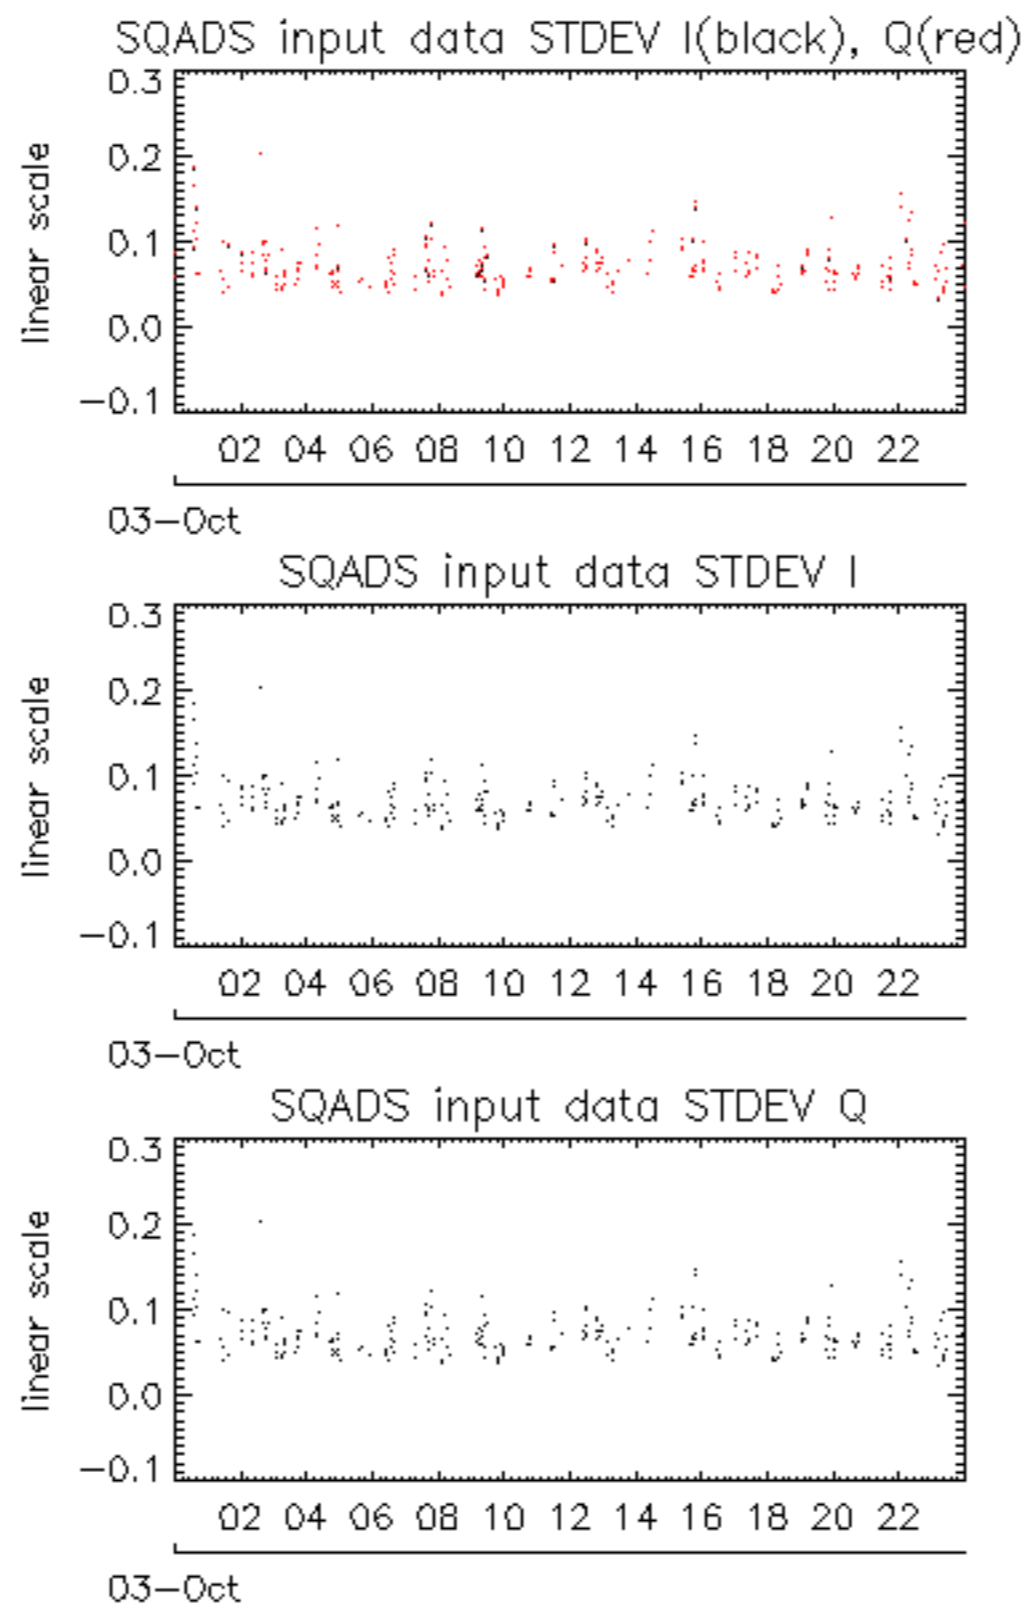 SQADS input data STDEV I(black), Q(red)
0.3
0.2
0.1
0.0
−0.1
linear scale
02 04 06 08 10 12 14 16 18 20 22
03−Oct
SQADS input data STDEV I
0.3
0.2
0.1
0.0
−0.1
linear scale
02 04 06 08 10 12 14 16 18 20 22
03−Oct
SQADS input data STDEV Q
0.3
0.2
0.1
0.0
−0.1
linear scale
02 04 06 08 10 12 14 16 18 20 22
03−Oct